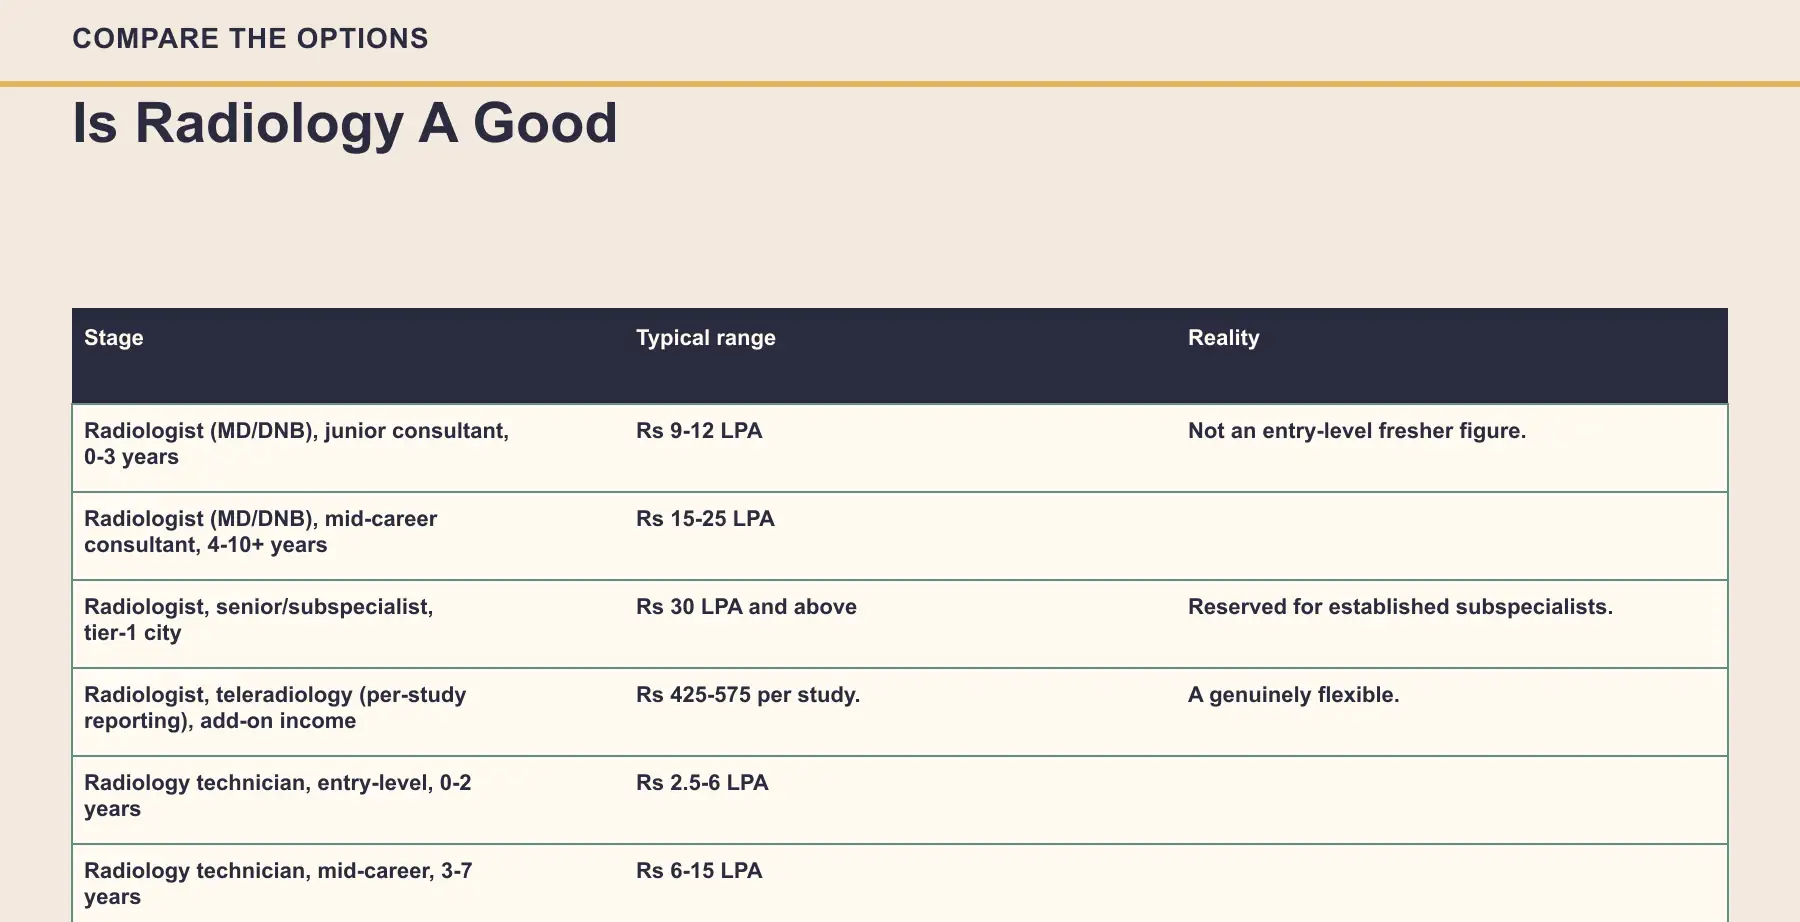 COMPARE THE OPTIONS
Is Radiology A Good
Stage Typical range Reality
Radiologist (MD/DNB), junior consultant, Rs 9-12 LPA Not an entry-level fresher figure.
0-3 years
Radiologist (MD/DNB), mid-career Rs 15-25 LPA
consultant, 4-10+ years
Radiologist, senior/subspecialist, Rs 30 LPA and above Reserved for established subspecialists.
tier-1 city
Radiologist, teleradiology (per-study Rs 425-575 per study. A genuinely flexible.
reporting), add-on income
Radiology technician, entry-level, 0-2 Rs 2.5-6 LPA
years
Radiology technician, mid-career, 3-7 Rs 6-15 LPA
years